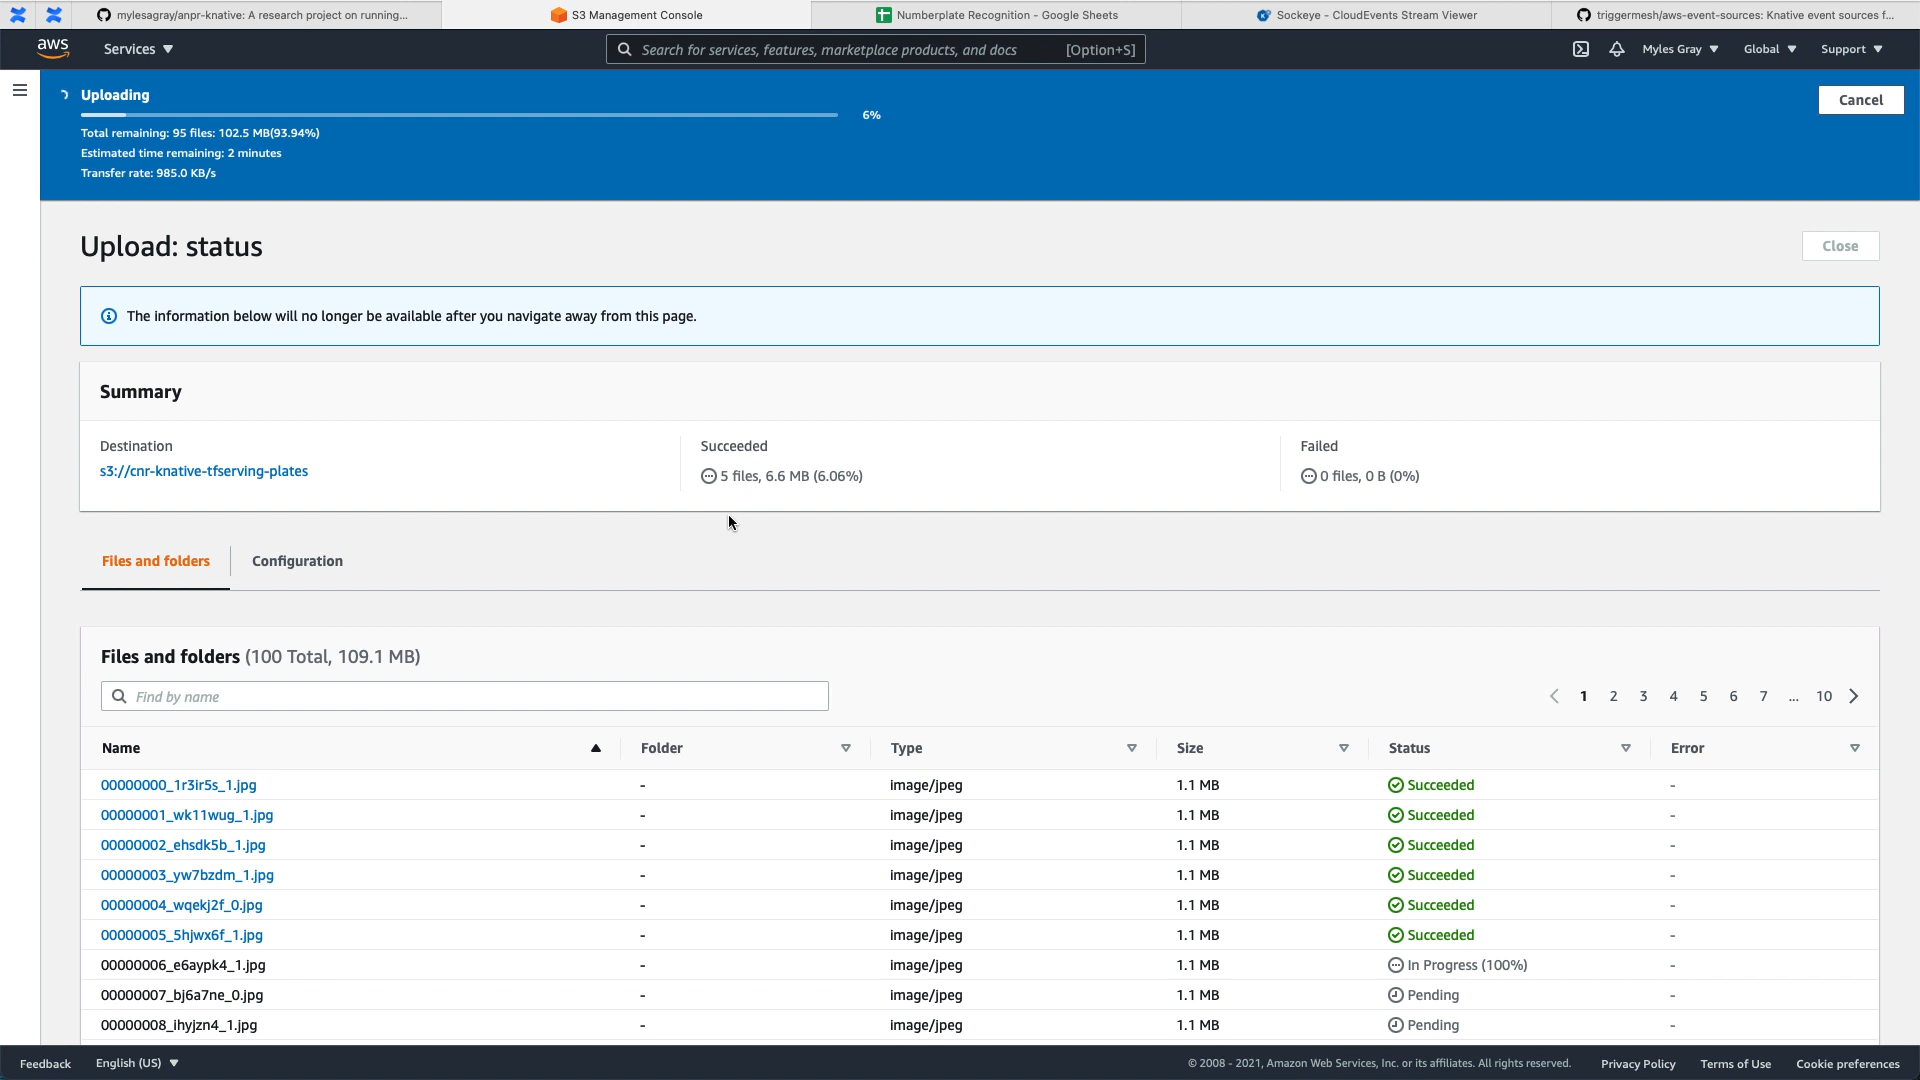 mylesagray/anpr-knative: A research project on running...
S3 Management Console
Numberplate Recognition - Google Sheets
Sockeye - CloudEvents Stream Viewer
triggermesh/aws-event-sources: Knative event sources f...
aws
Services
Search for services, features, marketplace products, and docs
[Option+S]
Myles Gray
Global
Support
Uploading
6%
Cancel
Total remaining: 95 files: 102.5 MB(93.94%)
Estimated time remaining: 2 minutes
Transfer rate: 985.0 KB/s
Upload: status
Close
The information below will no longer be available after you navigate away from this page.
Summary
Destination
s3://cnr-knative-tfserving-plates
Succeeded
5 files, 6.6 MB (6.06%)
Failed
0 files, 0 B (0%)
Files and folders
Configuration
Files and folders (100 Total, 109.1 MB)
Find by name
1 2 3 4 5 6 7 ... 10
Name Folder Type Size Status Error
00000000_1r3ir5s_1.jpg - image/jpeg 1.1 MB Succeeded -
00000001_wk11wug_1.jpg - image/jpeg 1.1 MB Succeeded -
00000002_ehsdk5b_1.jpg - image/jpeg 1.1 MB Succeeded -
00000003_yw7bzdm_1.jpg - image/jpeg 1.1 MB Succeeded -
00000004_wqekj2f_0.jpg - image/jpeg 1.1 MB Succeeded -
00000005_5hjwx6f_1.jpg - image/jpeg 1.1 MB Succeeded -
00000006_e6aypk4_1.jpg - image/jpeg 1.1 MB In Progress (100%) -
00000007_bj6a7ne_0.jpg - image/jpeg 1.1 MB Pending -
00000008_ihyjzn4_1.jpg - image/jpeg 1.1 MB Pending -
Feedback
English (US)
© 2008 - 2021, Amazon Web Services, Inc. or its affiliates. All rights reserved.
Privacy Policy
Terms of Use
Cookie preferences